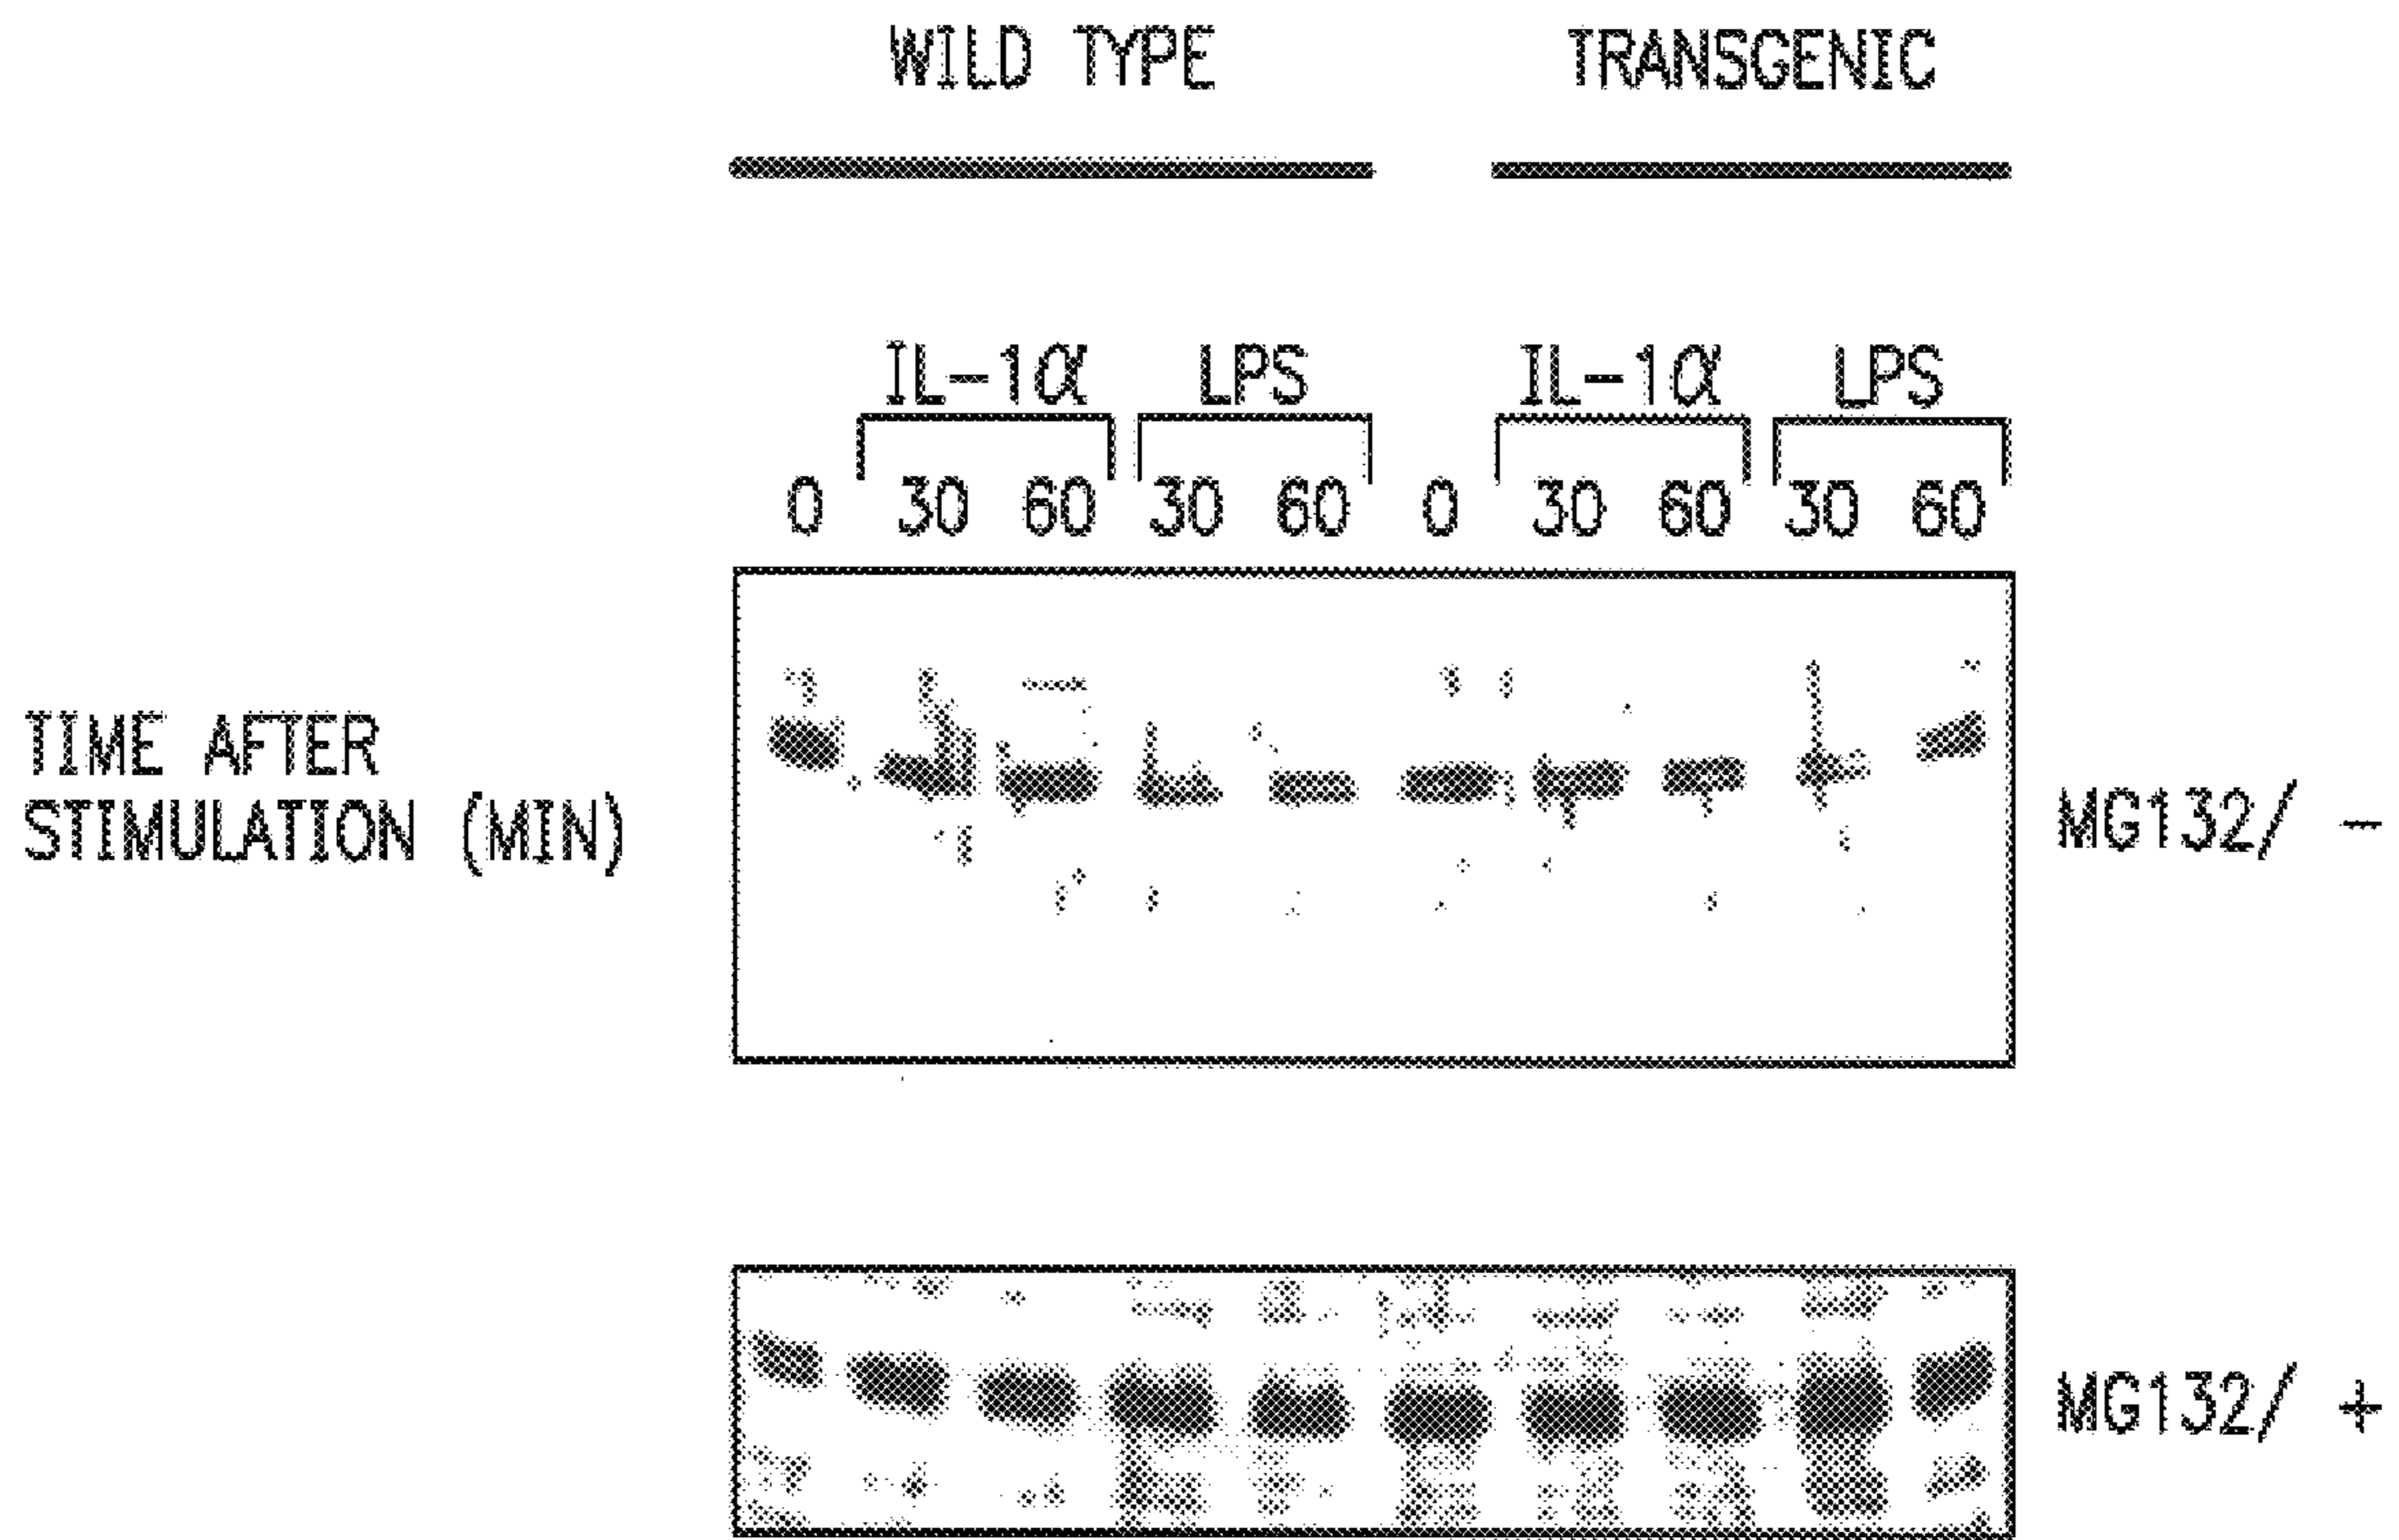 WILD TYPE TRANSGENIC
IL-1α LPS IL-1α LPS
0 30 60 30 60 0 30 60 30 60
TIME AFTER
STIMULATION (MIN)
MG132/ -
MG132/ +